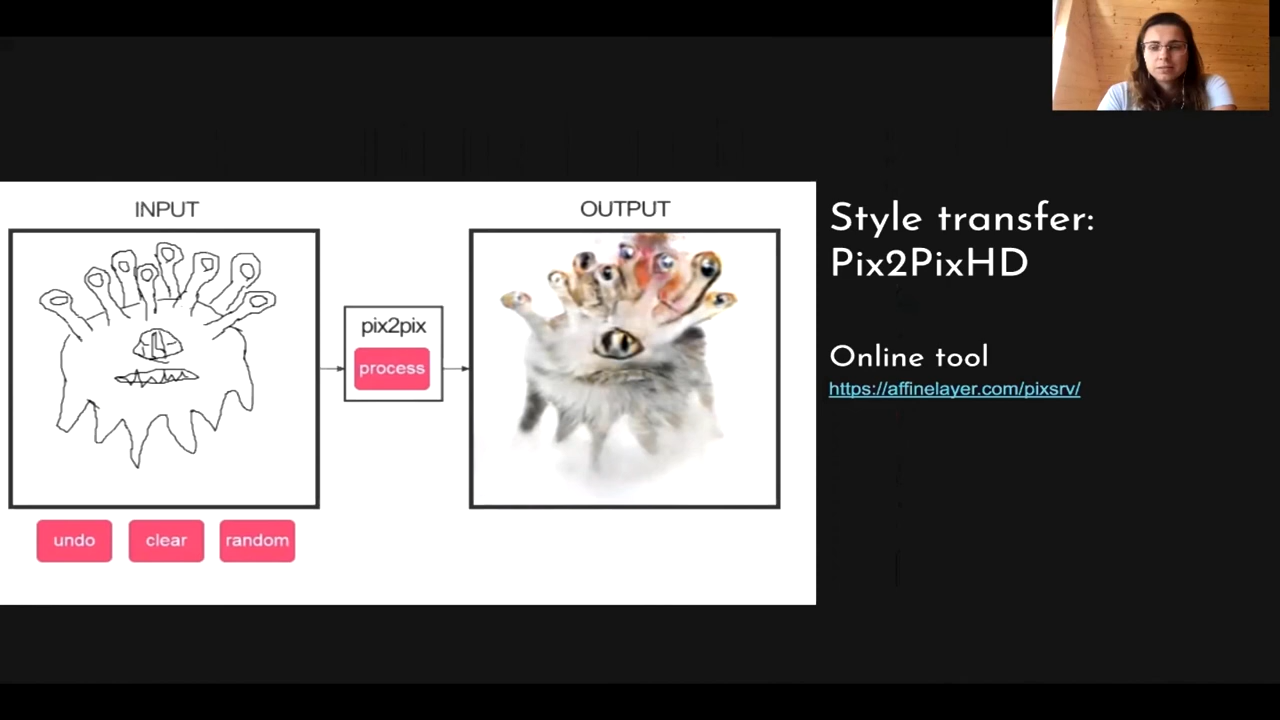 INPUT
OUTPUT
pix2pix
process
undo
clear
random
Style transfer:
Pix2PixHD
Online tool
https://affinelayer.com/pixsrv/